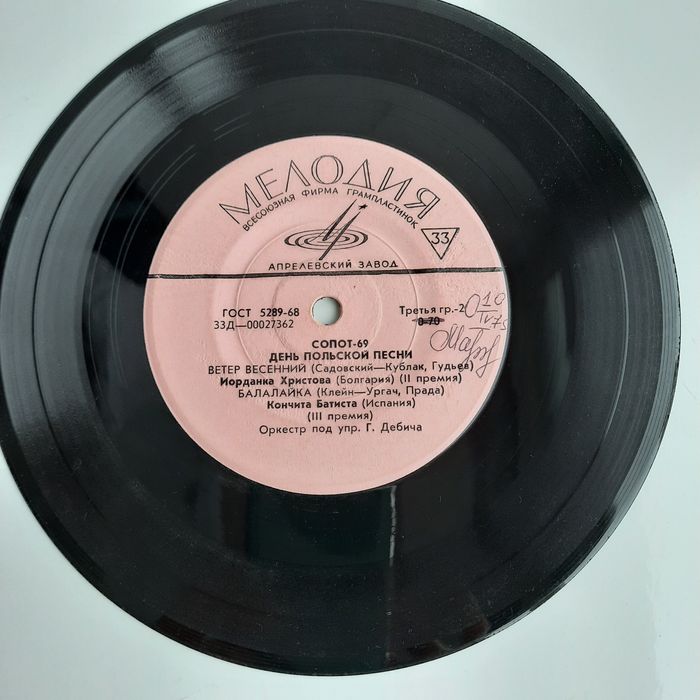 МЕЛОДИЯ
ВСЕСОЮЗНАЯ ФИРМА ГРАМПЛАСТИНОК
33
АПРЕЛЕВСКИЙ ЗАВОД
ГОСТ 5289-68
Третья гр.-20
33Д—00027362
0-70
СОПОТ-69
ДЕНЬ ПОЛЬСКОЙ ПЕСНИ
ВЕТЕР ВЕСЕННИЙ (Садовский—Кублак, Гудьев)
Иорданка Христова (Болгария) (II премия)
БАЛАЛАЙКА (Клейн—Ургач, Прада)
Кончита Батиста (Испания)
(III премия)
Оркестр под упр. Г. Дебича